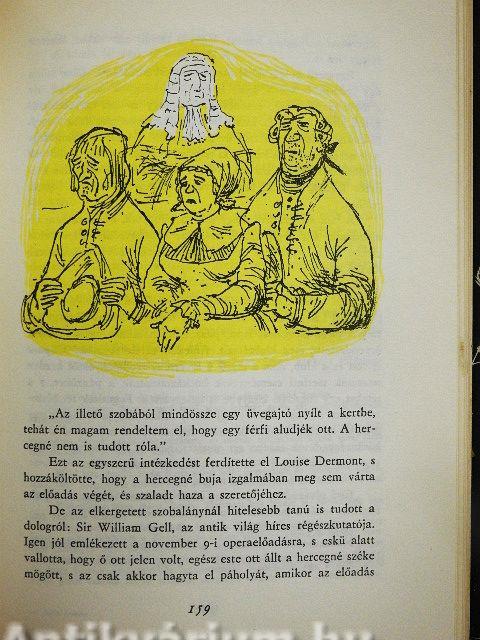 „Az illető szobából mindössze egy üvegajtó nyílt a kertbe,
tehát én magam rendeltem el, hogy egy férfi aludjék ott. A her-
cegné nem is tudott róla.”
Ezt az egyszerű intézkedést ferdítette el Louise Dermont, s
hozzáköltötte, hogy a hercegné buja izgalmában meg sem várta
az előadás végét, és szaladt haza a szeretőjéhez.
De az elkergetett szobalánynál hitelesebb tanú is tudott a
dologról: Sir William Gell, az antik világ híres régészkutatója.
Igen jól emlékezett a november 9-i operaelőadásra, s eskü alatt
vallotta, hogy ő ott jelen volt, egész este ott állt a hercegné széke
mögött, s az csak akkor hagyta el páholyát, amikor az előadás
159
Antikvárium.hu